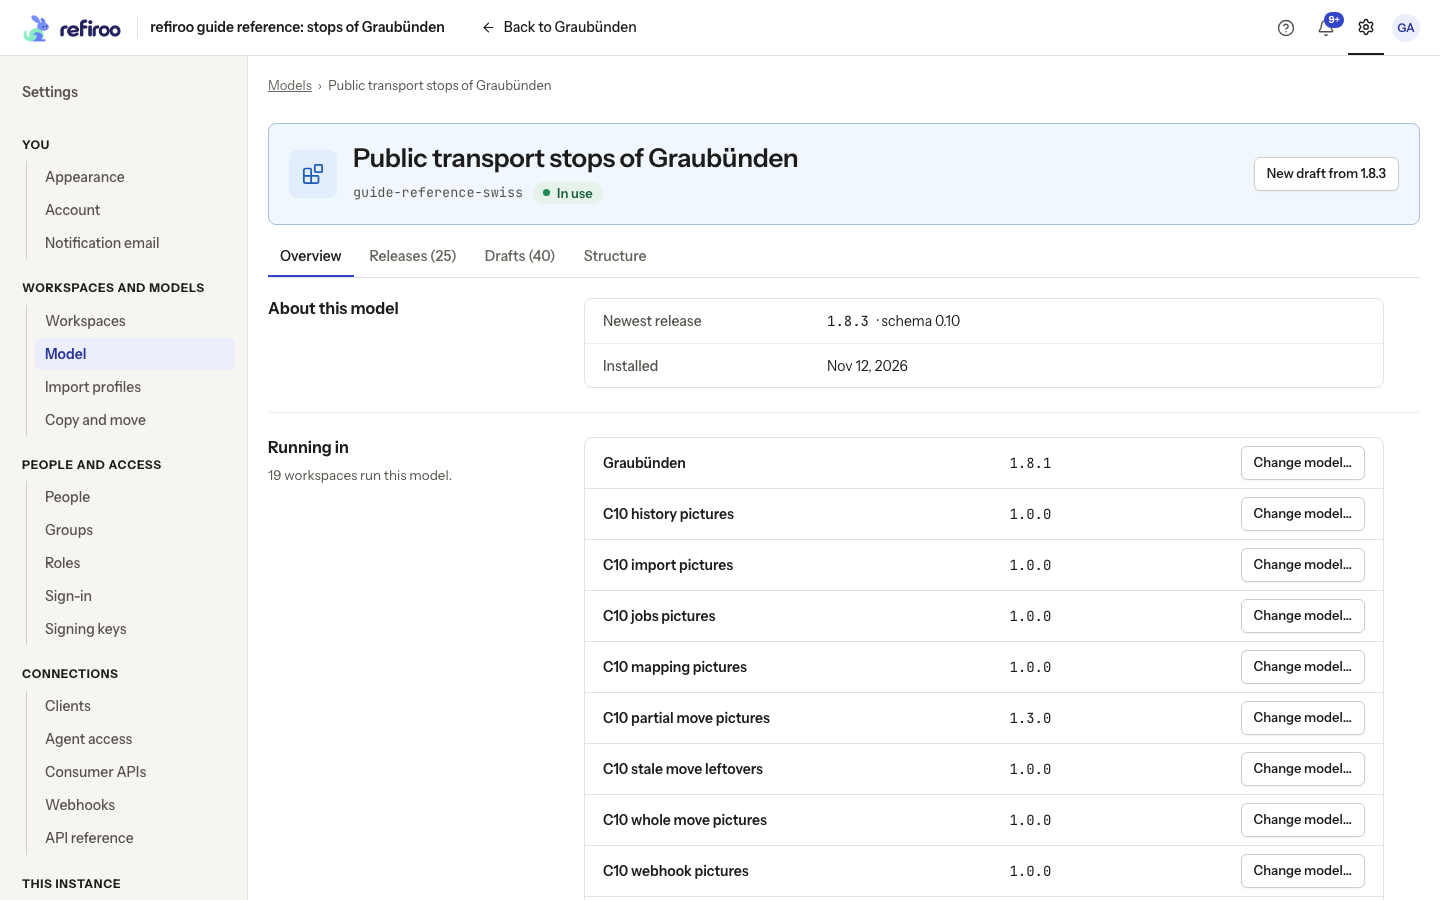 refiroo
refiroo guide reference: stops of Graubünden
← Back to Graubünden
9+
GA
Settings
YOU
Appearance
Account
Notification email
WORKSPACES AND MODELS
Workspaces
Model
Import profiles
Copy and move
PEOPLE AND ACCESS
People
Groups
Roles
Sign-in
Signing keys
CONNECTIONS
Clients
Agent access
Consumer APIs
Webhooks
API reference
THIS INSTANCE
Models › Public transport stops of Graubünden
Public transport stops of Graubünden
guide-reference-swiss In use
New draft from 1.8.3
Overview Releases (25) Drafts (40) Structure
About this model
Newest release 1.8.3 · schema 0.10
Installed Nov 12, 2026
Running in
19 workspaces run this model.
Graubünden 1.8.1 Change model…
C10 history pictures 1.0.0 Change model…
C10 import pictures 1.0.0 Change model…
C10 jobs pictures 1.0.0 Change model…
C10 mapping pictures 1.0.0 Change model…
C10 partial move pictures 1.3.0 Change model…
C10 stale move leftovers 1.0.0 Change model…
C10 whole move pictures 1.0.0 Change model…
C10 webhook pictures 1.0.0 Change model…